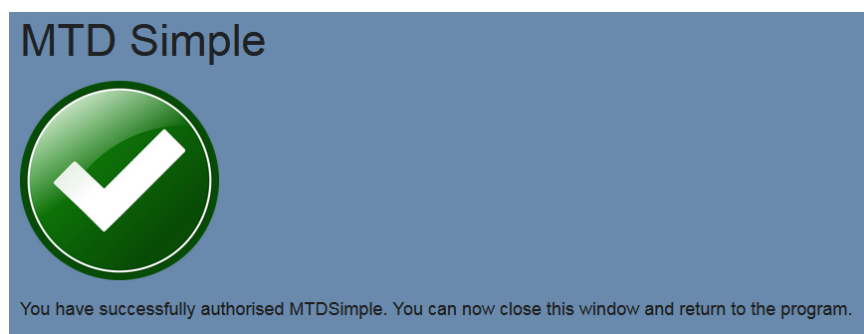 MTD Simple
You have successfully authorised MTDSimple. You can now close this window and return to the program.